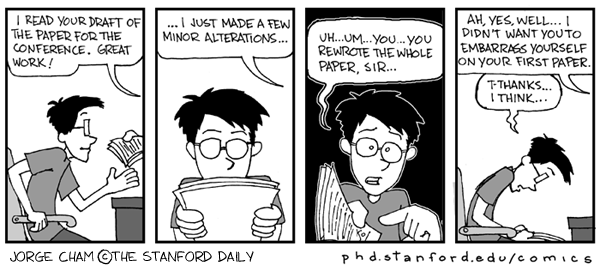 I READ YOUR DRAFT OF
THE PAPER FOR THE
CONFERENCE. GREAT
WORK!
...I JUST MADE A FEW
MINOR ALTERATIONS...
UH...UM...YOU...YOU
REWROTE THE WHOLE
PAPER, SIR...
AH, YES, WELL... I
DIDN'T WANT YOU TO
EMBARRASS YOURSELF
ON YOUR FIRST PAPER.
T-THANKS...
I THINK...
JORGE CHAM ©THE STANFORD DAILY
phd.stanford.edu/comics